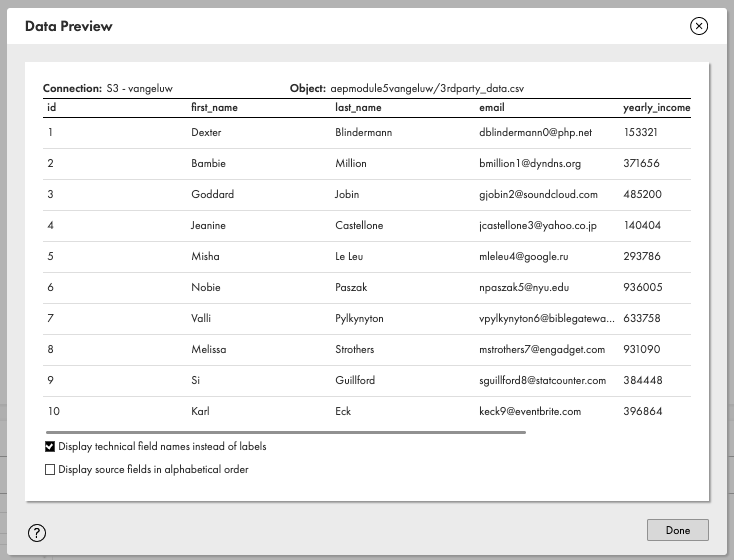 Data Preview
Connection: S3 - vangeluw Object: aepmodule5vangeluw/3rdparty_data.csv
id first_name last_name email yearly_income
1 Dexter Blindermann dblindermann0@php.net 153321
2 Bambie Million bmillion1@dyndns.org 371656
3 Goddard Jobin gjobin2@soundcloud.com 485200
4 Jeanine Castellone jcastellone3@yahoo.co.jp 140404
5 Misha Le Leu mleleu4@google.ru 293786
6 Nobie Paszak npaszak5@nyu.edu 936005
7 Valli Pylkynyton vpylkynyton6@biblegatewa... 633758
8 Melissa Strothers mstrothers7@engadget.com 931090
9 Si Guillford sguillford8@statcounter.com 384448
10 Karl Eck keck9@eventbrite.com 396864
Display technical field names instead of labels
Display source fields in alphabetical order
? Done